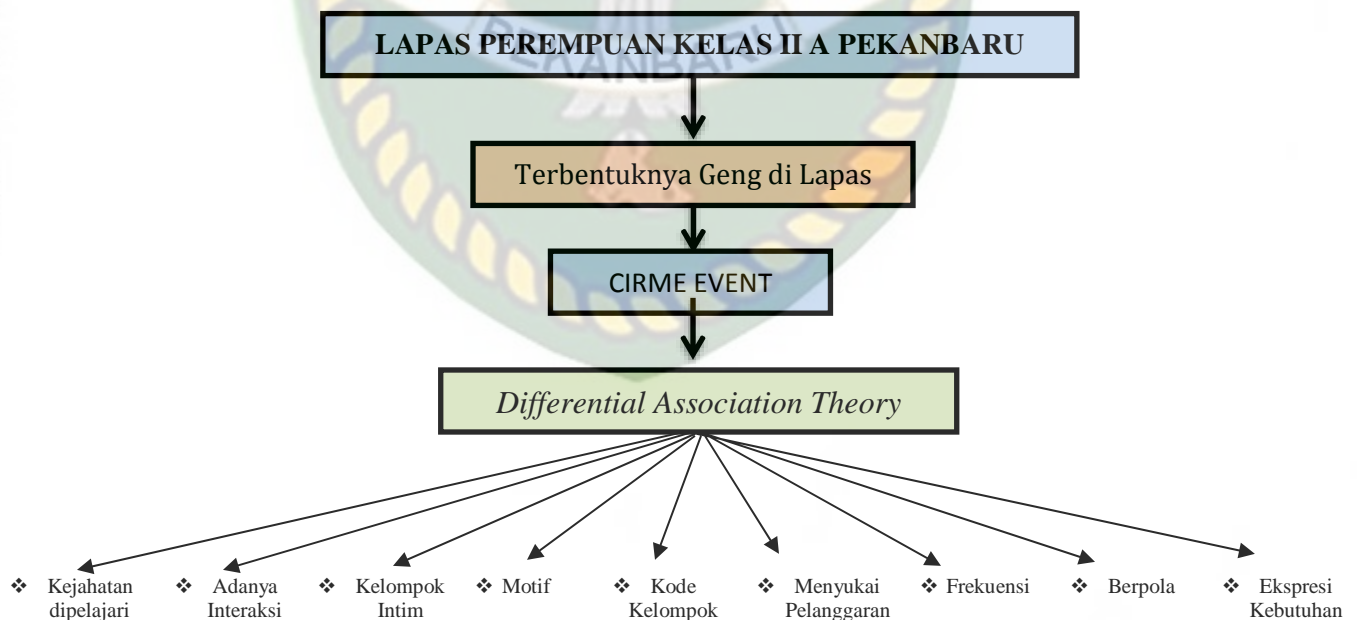 LAPAS PEREMPUAN KELAS II A PEKANBARU
PEKANBARU
Terbentuknya Geng di Lapas
CIRME EVENT
Differential Association Theory
❖ Kejahatan
dipelajari
❖ Adanya
Interaksi
❖ Kelompok
Intim
❖ Motif
❖ Kode
Kelompok
❖ Menyukai
Pelanggaran
❖ Frekuensi
❖ Berpola
❖ Ekspresi
Kebutuhan